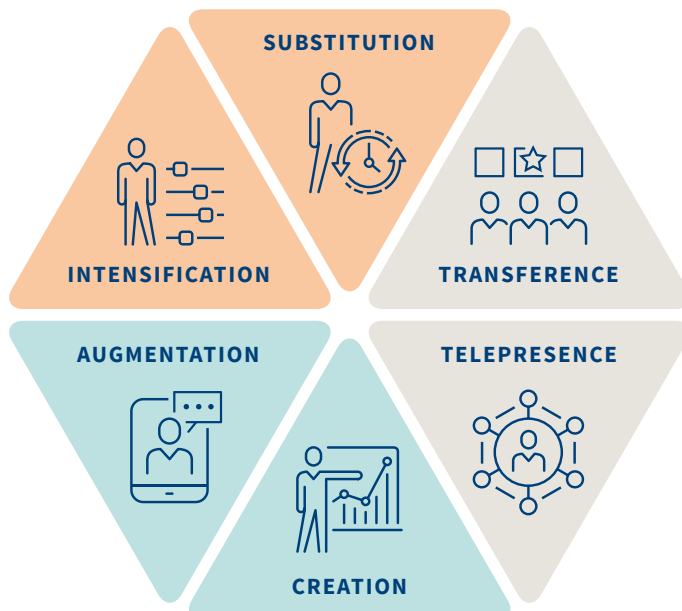 SUBSTITUTION
INTENSIFICATION
TRANSFERENCE
AUGMENTATION
TELEPRESENCE
CREATION